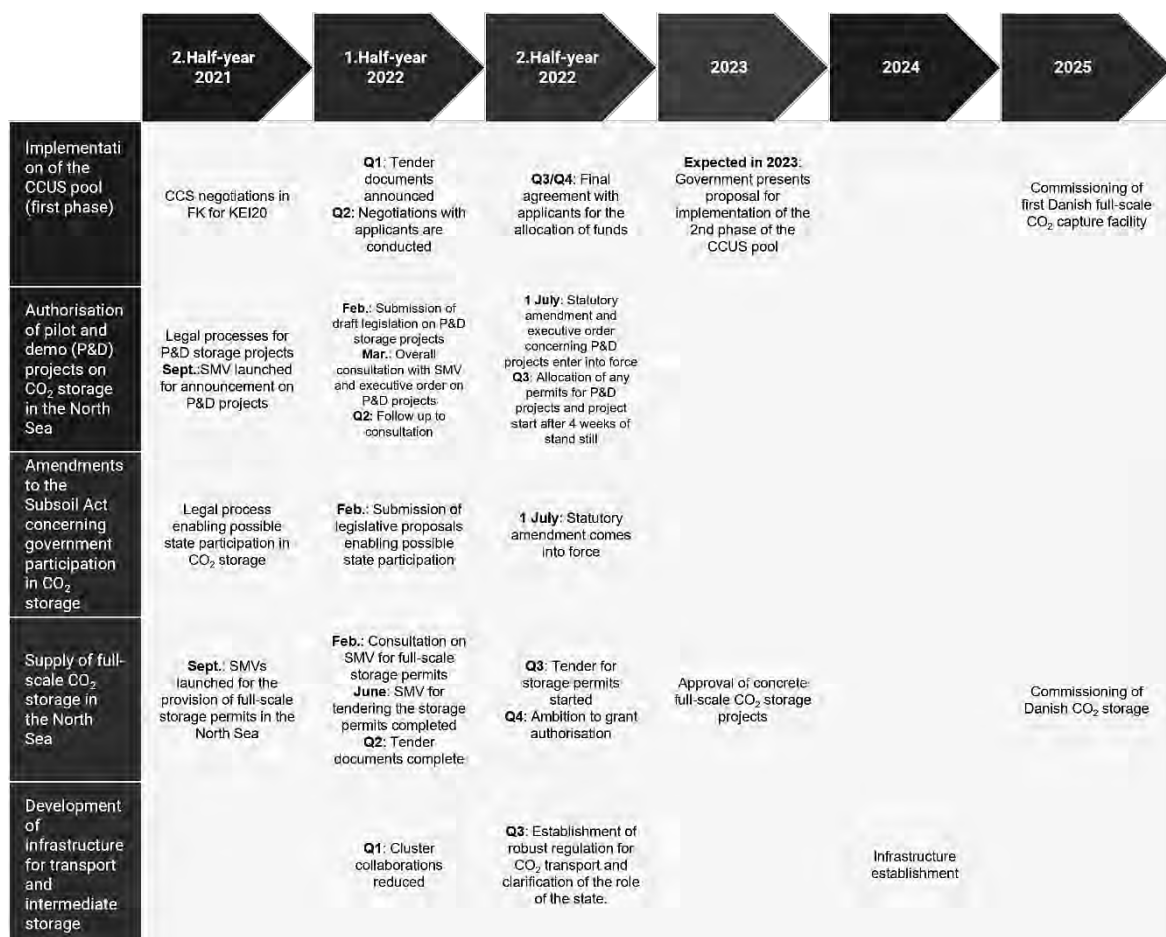 2.Half-year
2021
1.Half-year
2022
2.Half-year
2022
2023
2024
2025
Implementati
on of the
CCUS pool
(first phase)
CCS negotiations in
FK for KEI20
Q1: Tender
documents
announced
Q2: Negotiations with
applicants are
conducted
Q3/Q4: Final
agreement with
applicants for the
allocation of funds
Expected in 2023:
Government presents
proposal for
implementation of the
2nd phase of the
CCUS pool
Commissioning of
first Danish full-scale
CO₂ capture facility
Authorisation
of pilot and
demo (P&D)
projects on
CO₂ storage
in the North
Sea
Legal processes for
P&D storage projects
Sept.:SMV launched
for announcement on
P&D projects
Feb.: Submission of
draft legislation on P&D
storage projects
Mar.: Overall
consultation with SMV
and executive order on
P&D projects
Q2: Follow up to
consultation
1 July: Statutory
amendment and
executive order
concerning P&D
projects enter into force
Q3: Allocation of any
permits for P&D
projects and project
start after 4 weeks of
stand still
Amendments
to the
Subsoil Act
concerning
government
participation
in CO₂
storage
Legal process
enabling possible
state participation in
CO₂ storage
Feb.: Submission of
legislative proposals
enabling possible
state participation
1 July: Statutory
amendment comes
into force
Supply of full-
scale CO₂
storage in
the North
Sea
Sept.: SMVs
launched for the
provision of full-scale
storage permits in the
North Sea
Feb.: Consultation on
SMV for full-scale
storage permits
June: SMV for
tendering the storage
permits completed
Q2: Tender
documents complete
Q3: Tender for
storage permits
started
Q4: Ambition to grant
authorisation
Approval of concrete
full-scale CO₂ storage
projects
Commissioning of
Danish CO₂ storage
Development
of
infrastructure
for transport
and
intermediate
storage
Q1: Cluster
collaborations
reduced
Q3: Establishment of
robust regulation for
CO₂ transport and
clarification of the role
of the state.
Infrastructure
establishment